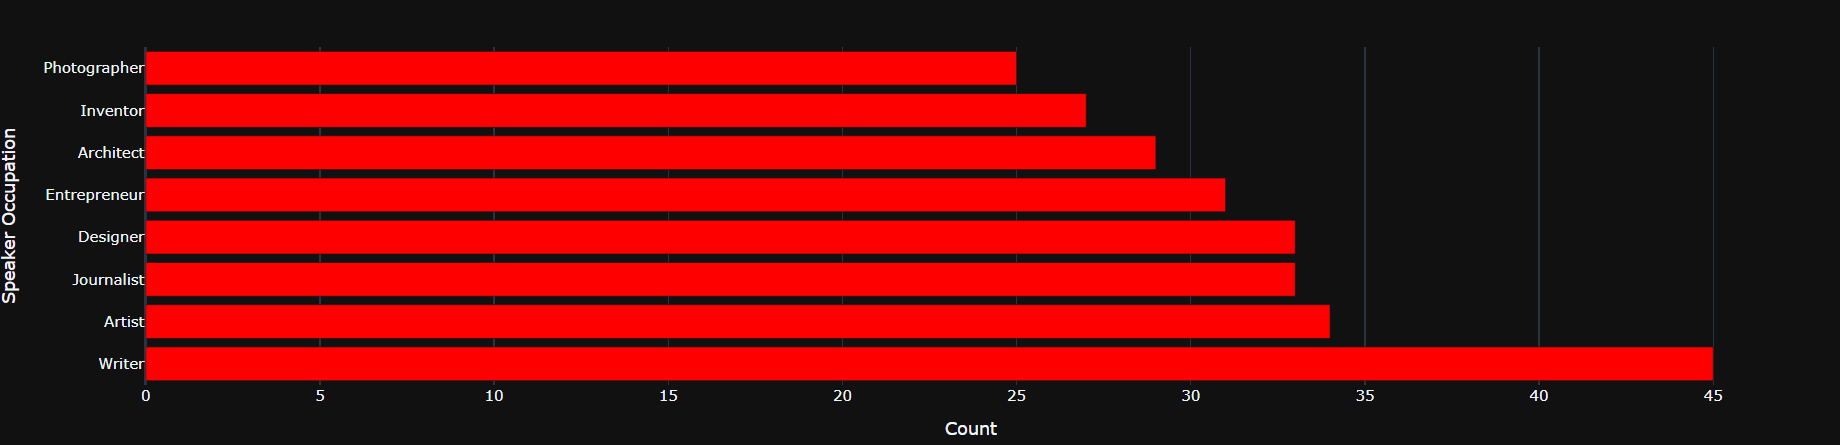 Speaker Occupation
Photographer
Inventor
Architect
Entrepreneur
Designer
Journalist
Artist
Writer
0 5 10 15 20 25 30 35 40 45
Count